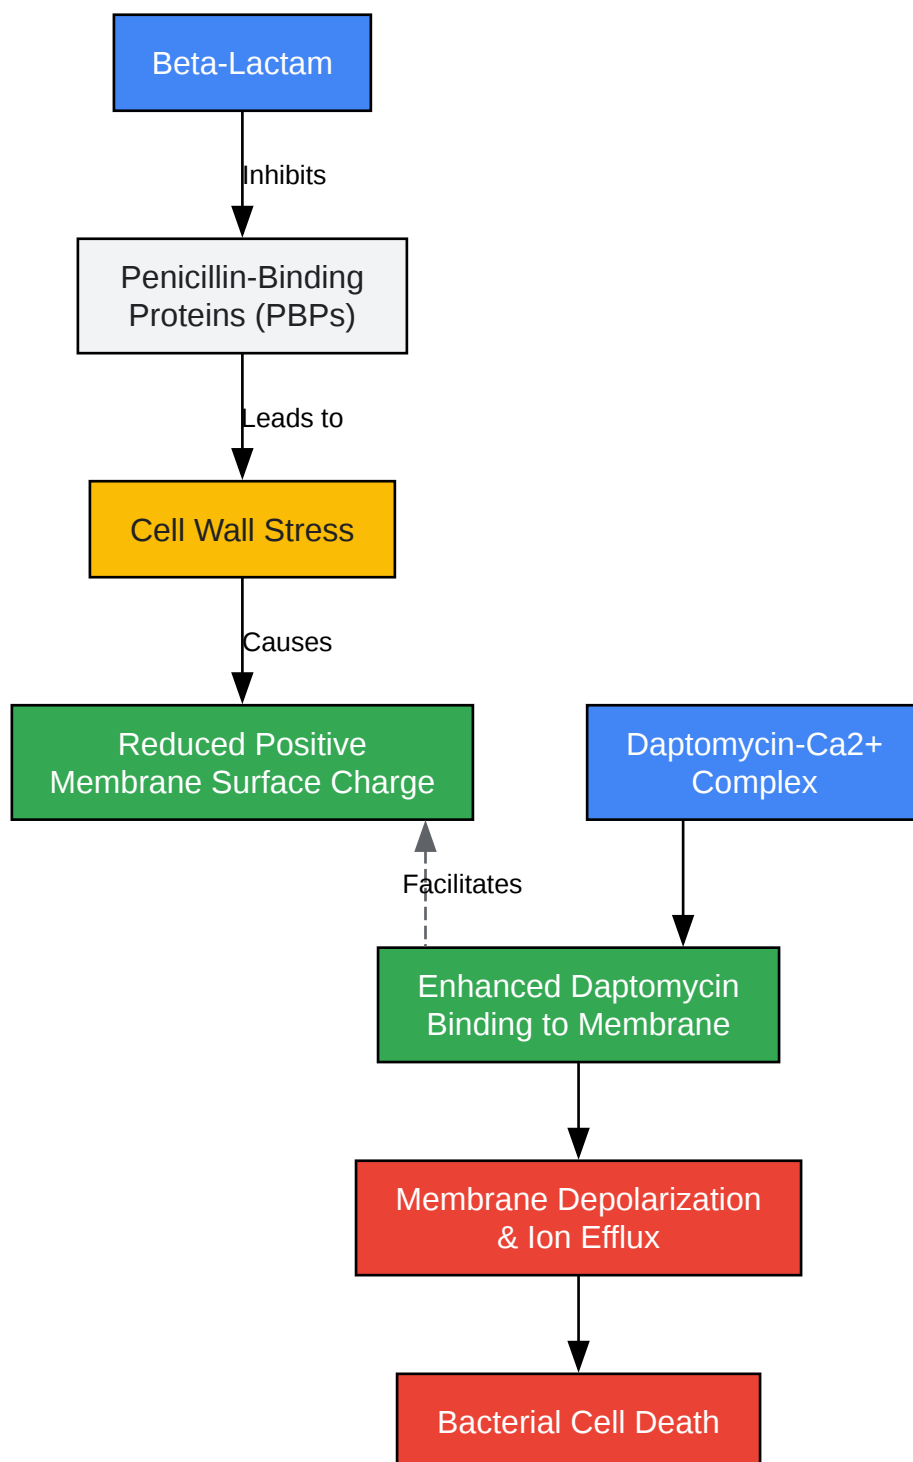 Beta-Lactam
Inhibits
Penicillin-Binding
Proteins (PBPs)
Leads to
Cell Wall Stress
Causes
Reduced Positive
Membrane Surface Charge
Daptomycin-Ca2+
Complex
Facilitates
Enhanced Daptomycin
Binding to Membrane
Membrane Depolarization
& Ion Efflux
Bacterial Cell Death